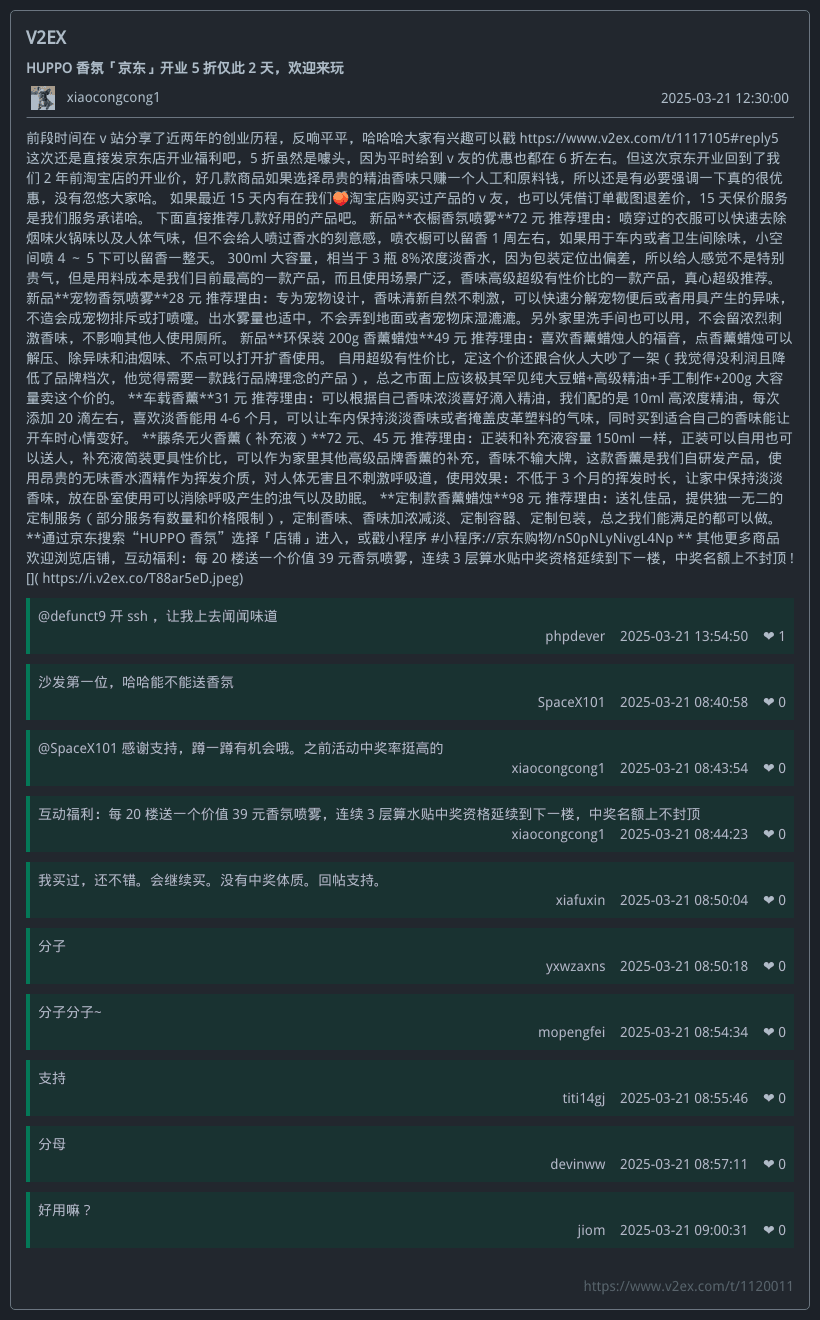 V2EX
HUPPO 香氛「京东」开业 5 折仅此 2 天，欢迎来玩
xiaocongcong1 2025-03-21 12:30:00
前段时间在 v 站分享了近两年的创业历程，反响平平，哈哈哈大家有兴趣可以戳 https://www.v2ex.com/t/1117105#reply5
这次还是直接发京东店开业福利吧，5 折虽然是噱头，因为平时给到 v 友的优惠也都在 6 折左右。但这次京东开业回到了我
们 2 年前淘宝店的开业价，好几款商品如果选择昂贵的精油香味只赚一个人工和原料钱，所以还是有必要强调一下真的很优
惠，没有忽悠大家哈。 如果最近 15 天内有在我们🍑淘宝店购买过产品的 v 友，也可以凭借订单截图退差价，15 天保价服务
是我们服务承诺哈。 下面直接推荐几款好用的产品吧。 新品**衣橱香氛喷雾**72 元 推荐理由：喷穿过的衣服可以快速去除
烟味火锅味以及人体气味，但不会给人喷过香水的刻意感，喷衣橱可以留香 1 周左右，如果用于车内或者卫生间除味，小空
间喷 4 ～ 5 下可以留香一整天。 300ml 大容量，相当于 3 瓶 8%浓度淡香水，因为包装定位出偏差，所以给人感觉不是特别
贵气，但是用料成本是我们目前最高的一款产品，而且使用场景广泛，香味高级超有性价比的一款产品，真心超级推荐。
新品**宠物香氛喷雾**28 元 推荐理由：专为宠物设计，香味清新自然不刺激，可以快速分解宠物便后或者用具产生的异味，
不造会成宠物排斥或打喷嚏。出水雾量也适中，不会弄到地面或者宠物床湿漉漉。另外家里洗手间也可以用，不会留浓烈刺
激香味，不影响其他人使用厕所。 新品**环保装 200g 香薰蜡烛**49 元 推荐理由：喜欢香薰蜡烛人的福音，点香薰蜡烛可以
解压、除异味和油烟味、不点可以打开扩香使用。 自用超级有性价比，定这个价还跟合伙人大吵了一架（我觉得没利润且降
低了品牌档次，他觉得需要一款践行品牌理念的产品），总之市面上应该极其罕见纯大豆蜡+高级精油+手工制作+200g 大容
量卖这个价的。 **车载香薰**31 元 推荐理由：可以根据自己香味浓淡喜好滴入精油，我们配的是 10ml 高浓度精油，每次
添加 20 滴左右，喜欢淡香能用 4-6 个月，可以让车内保持淡淡香味或者掩盖皮革塑料的气味，同时买到适合自己的香味能让
开车时心情变好。 **藤条无火香薰（补充液）**72 元、45 元 推荐理由：正装和补充液容量 150ml 一样，正装可以自用也可
以送人，补充液简装更具性价比，可以作为家里其他高级品牌香薰的补充，香味不输大牌，这款香薰是我们自研发产品，使
用昂贵的无味香水酒精作为挥发介质，对人体无害且不刺激呼吸道，使用效果：不低于 3 个月的挥发时长，让家中保持淡淡
香味，放在卧室使用可以消除呼吸产生的浊气以及助眠。 **定制款香薰蜡烛**98 元 推荐理由：送礼佳品，提供独一无二的
定制服务（部分服务有数量和价格限制），定制香味、香味加浓减淡、定制容器、定制包装，总之我们能满足的都可以做。
**通过京东搜索“HUPPO 香氛”选择「店铺」进入，或戳小程序 #小程序://京东购物/nS0pNLyNivgL4Np ** 其他更多商品
欢迎浏览店铺，互动福利：每 20 楼送一个价值 39 元香氛喷雾，连续 3 层算水贴中奖资格延续到下一楼，中奖名额上不封顶！
[]( https://i.v2ex.co/T88ar5eD.jpeg)
@defunct9 开 ssh ，让我上去闻闻味道
phpdever 2025-03-21 13:54:50 ❤ 1
沙发第一位，哈哈能不能送香氛
SpaceX101 2025-03-21 08:40:58 ❤ 0
@SpaceX101 感谢支持，蹲一蹲有机会哦。之前活动中奖率挺高的
xiaocongcong1 2025-03-21 08:43:54 ❤ 0
互动福利：每 20 楼送一个价值 39 元香氛喷雾，连续 3 层算水贴中奖资格延续到下一楼，中奖名额上不封顶
xiaocongcong1 2025-03-21 08:44:23 ❤ 0
我买过，还不错。会继续买。没有中奖体质。回帖支持。
xiafuxin 2025-03-21 08:50:04 ❤ 0
分子
yxwzaxns 2025-03-21 08:50:18 ❤ 0
分子分子~
mopengfei 2025-03-21 08:54:34 ❤ 0
支持
titi14gj 2025-03-21 08:55:46 ❤ 0
分母
devinww 2025-03-21 08:57:11 ❤ 0
好用嘛？
jiom 2025-03-21 09:00:31 ❤ 0
https://www.v2ex.com/t/1120011